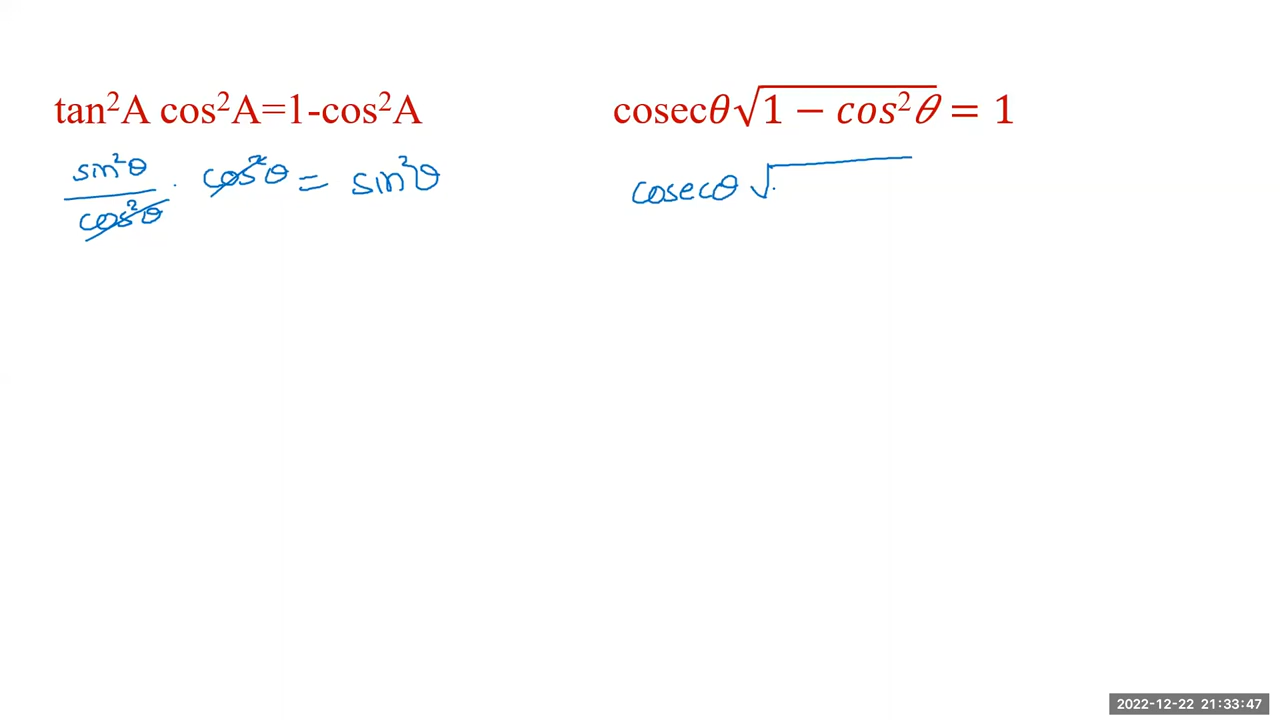 tan²A cos²A=1-cos²A
cosecθ√1 − cos²θ = 1
sin²θ
cos²θ
. cos²θ = sin²θ
cosecθ √
2022-12-22 21:33:47